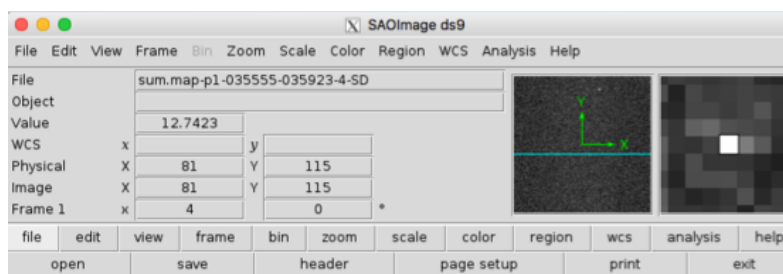 SAOImage ds9
File Edit View Frame Bin Zoom Scale Color Region WCS Analysis Help
File sum.map-p1-035555-035923-4-SD
Object
Value 12.7423
WCS x y
Physical X 81 Y 115
Image X 81 Y 115
Frame 1 x 4 0 °
Y
X
file edit view frame bin zoom scale color region wcs analysis help
open save header page setup print exit